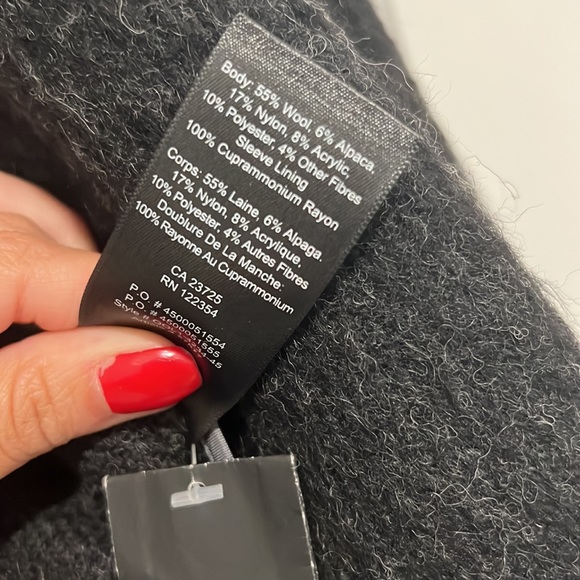 Body: 55% Wool, 6% Alpaca,
17% Nylon, 8% Acrylic,
10% Polyester, 4% Other Fibres
Sleeve Lining
100% Cuprammonium Rayon
Corps: 55% Laine, 6% Alpaga,
17% Nylon, 8% Acrylique,
10% Polyester, 4% Autres Fibres
Doublure De La Manche:
100% Rayonne Au Cuprammonium
CA 23725
RN 122354
P.O. # 4500051554
P.O. # 4500051555
Style #